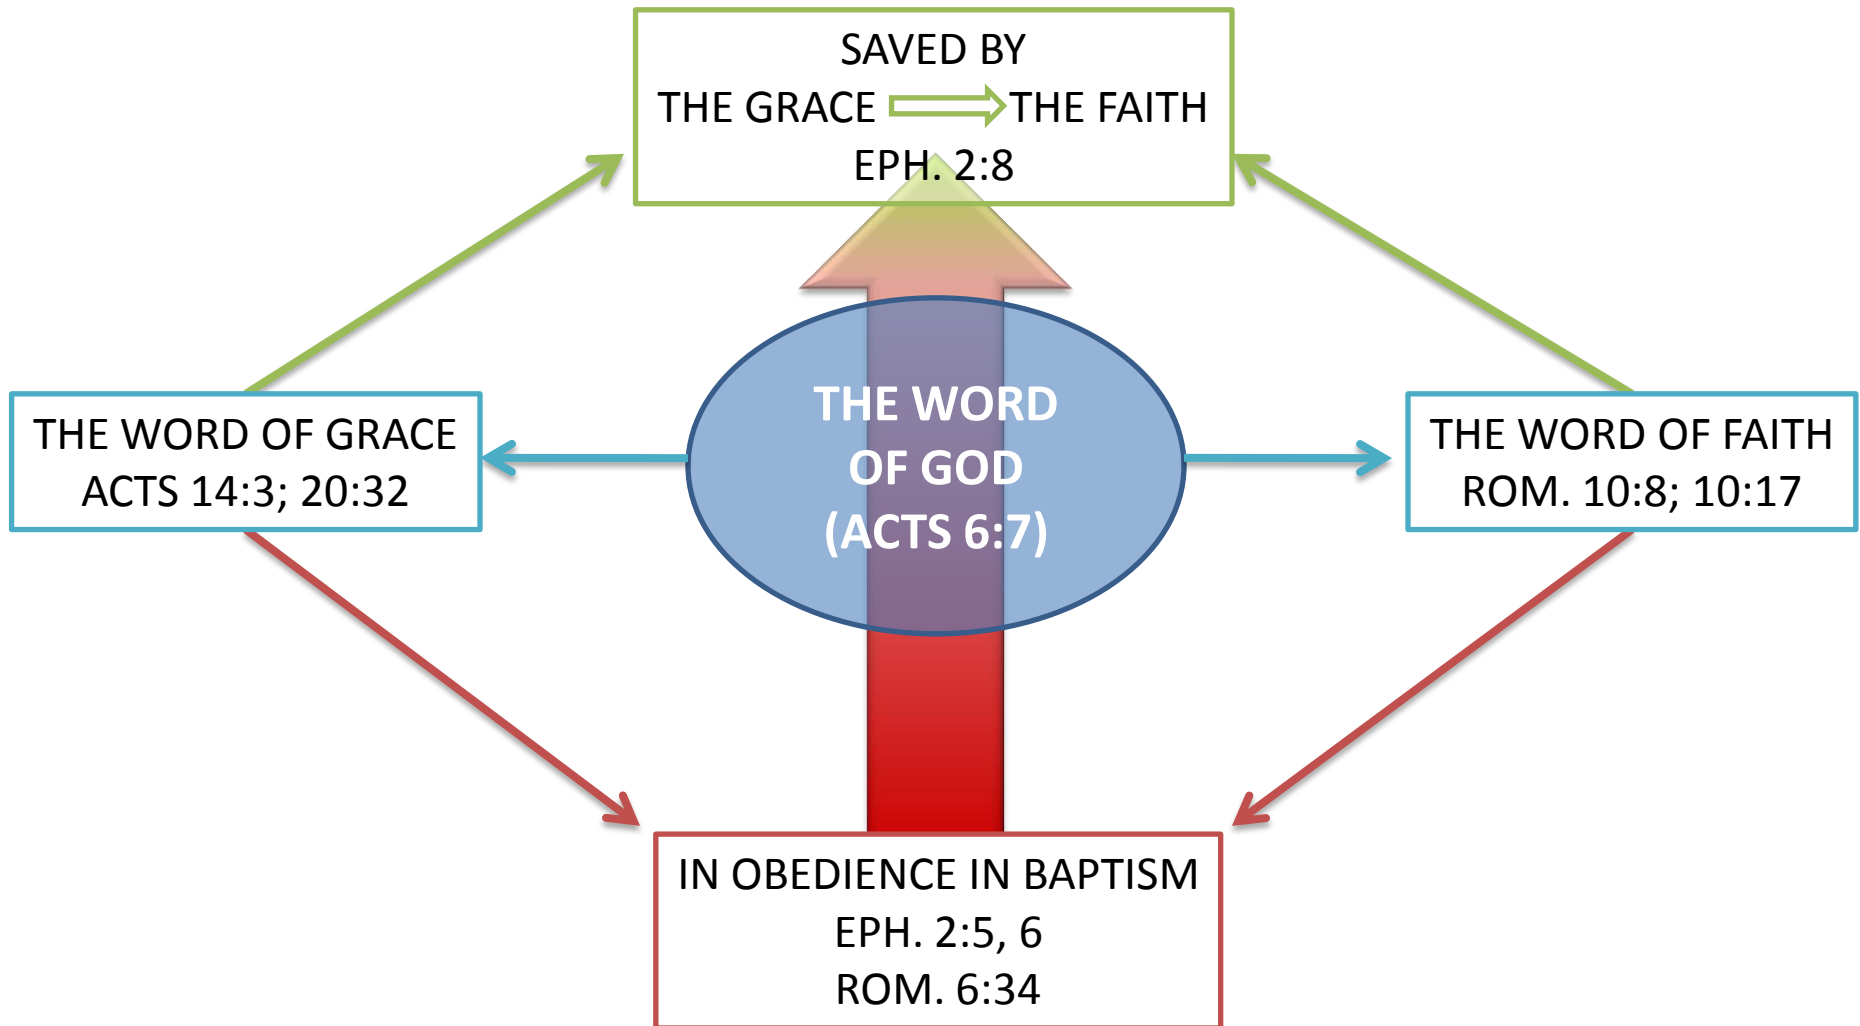 SAVED BY
THE GRACE THE FAITH
EPH. 2:8
THE WORD OF GRACE
ACTS 14:3; 20:32
THE WORD
OF GOD
(ACTS 6:7)
THE WORD OF FAITH
ROM. 10:8; 10:17
IN OBEDIENCE IN BAPTISM
EPH. 2:5, 6
ROM. 6:34